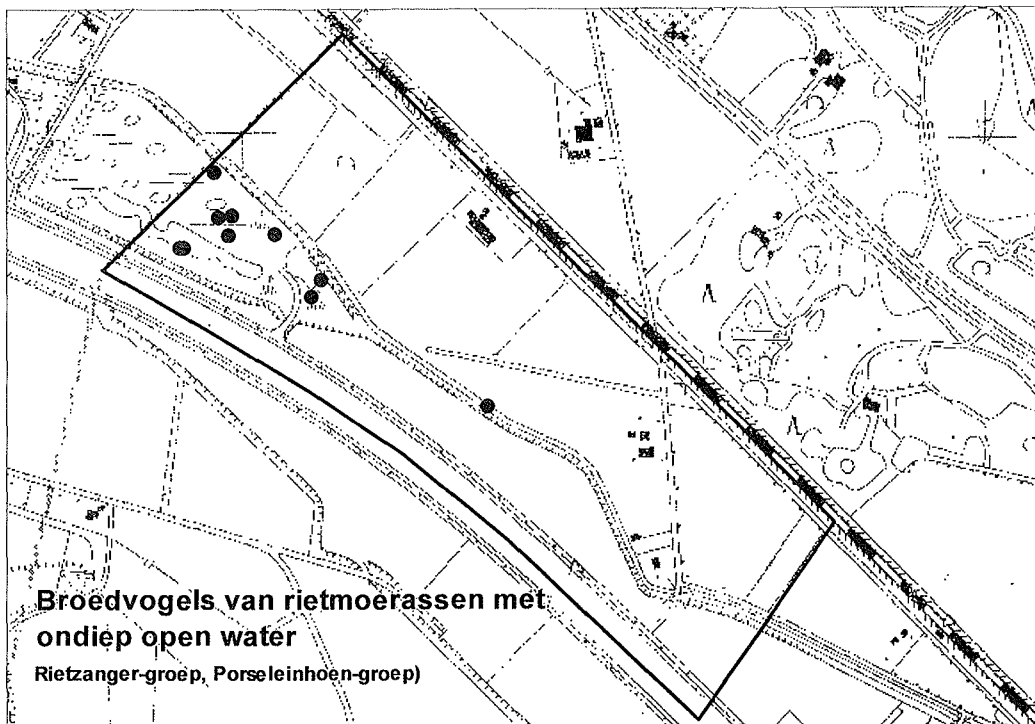 Broedvogels van rietmoerassen met
ondiep open water
Rietzanger-groep, Porseleinhoen-groep)